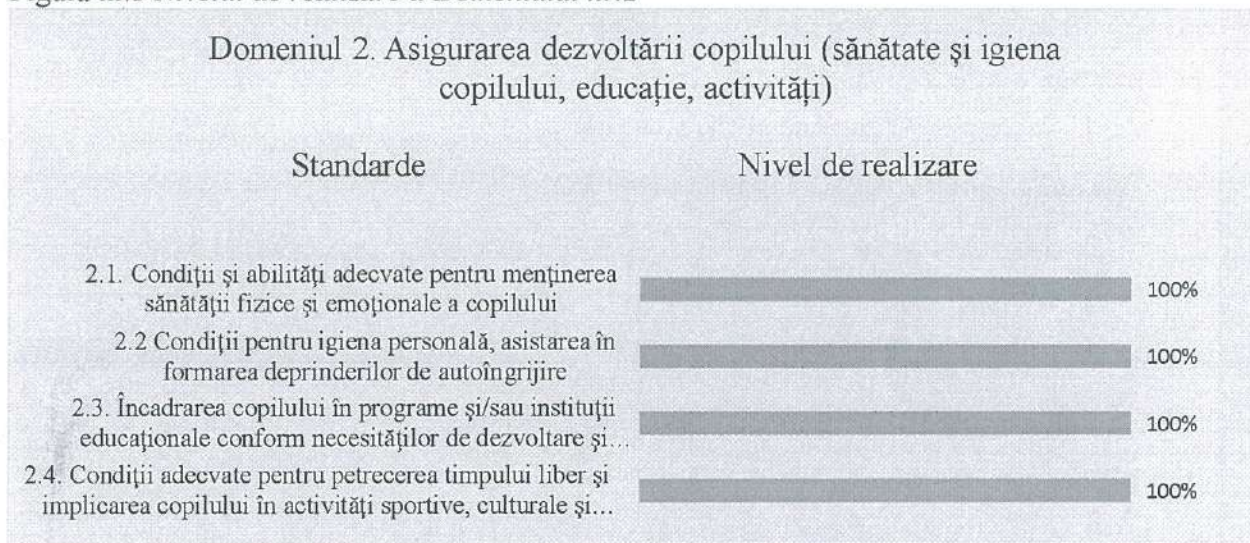 Domeniul 2. Asigurarea dezvoltării copilului (sănătate şi igiena
copilului, educaţie, activităţi)
Standarde
Nivel de realizare
2.1. Condiţii şi abilităţi adecvate pentru menţinerea
sănătăţii fizice şi emoţionale a copilului
100%
2.2 Condiţii pentru igiena personală, asistarea în
formarea deprinderilor de autoîngrijire
100%
2.3. Încadrarea copilului în programe şi/sau instituţii
educaţionale conform necesităţilor de dezvoltare şi…
100%
2.4. Condiţii adecvate pentru petrecerea timpului liber şi
implicarea copilului în activităţi sportive, culturale şi…
100%